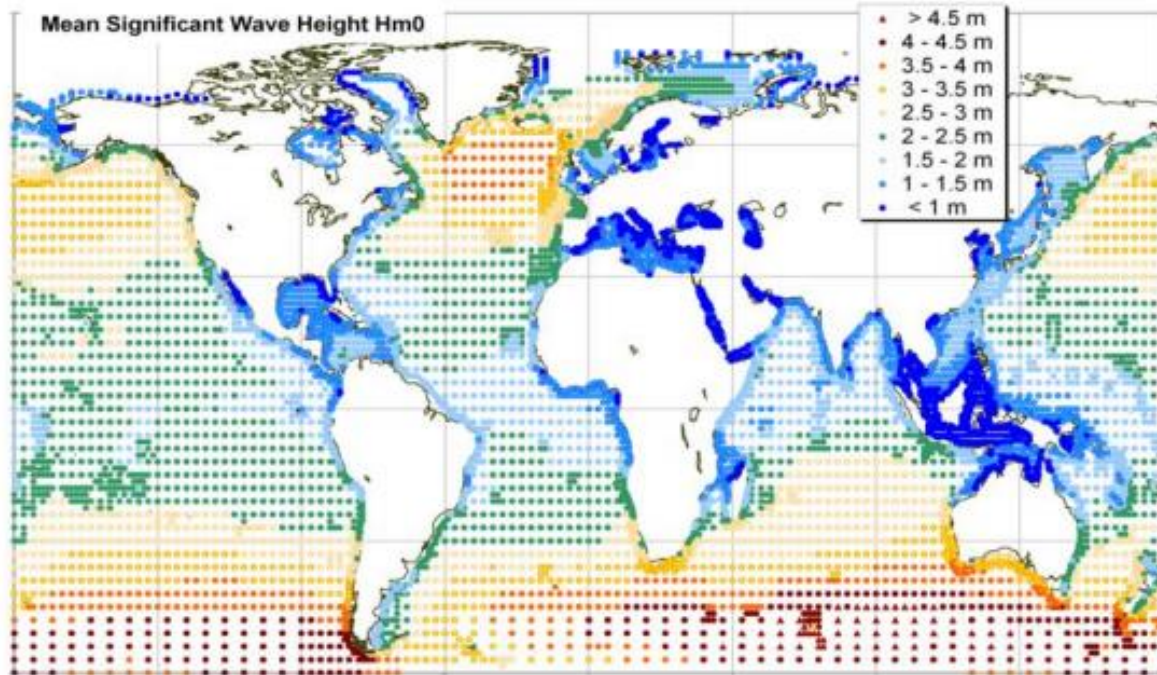 Mean Significant Wave Height Hm0
> 4.5 m
4 - 4.5 m
3.5 - 4 m
3 - 3.5 m
2.5 - 3 m
2 - 2.5 m
1.5 - 2 m
1 - 1.5 m
< 1 m